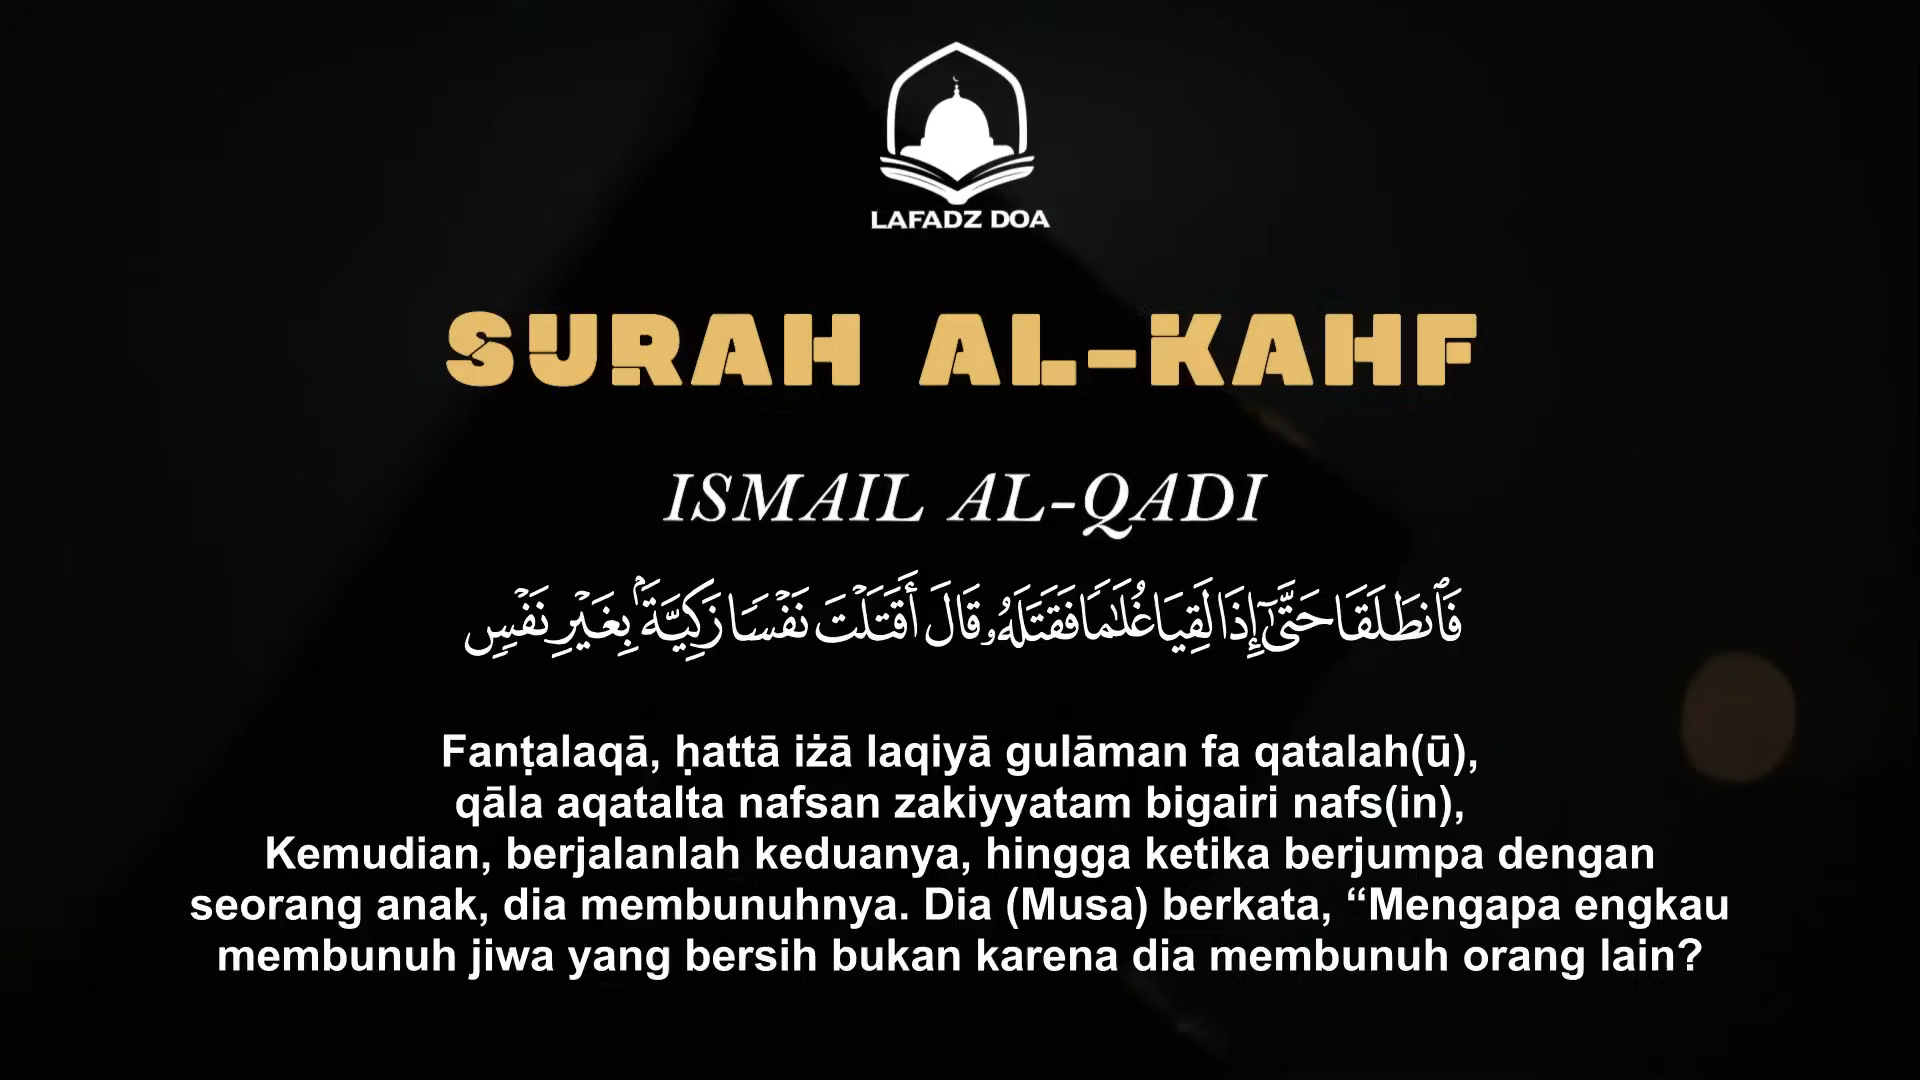 LAFADZ DOA
SURAH AL-KAHF
ISMAIL AL-QADI
فَٱنطَلَقَا حَتَّىٰٓ إِذَا لَقِيَا غُلَـٰمًا فَقَتَلَهُۥ قَالَ أَقَتَلْتَ نَفْسًا زَكِيَّةًۢ بِغَيْرِ نَفْسٍ
Fanṭalaqā, ḥattā iżā laqiyā gulāman fa qatalah(ū),
qāla aqatalta nafsan zakiyyatam bigairi nafs(in),
Kemudian, berjalanlah keduanya, hingga ketika berjumpa dengan
seorang anak, dia membunuhnya. Dia (Musa) berkata, “Mengapa engkau
membunuh jiwa yang bersih bukan karena dia membunuh orang lain?